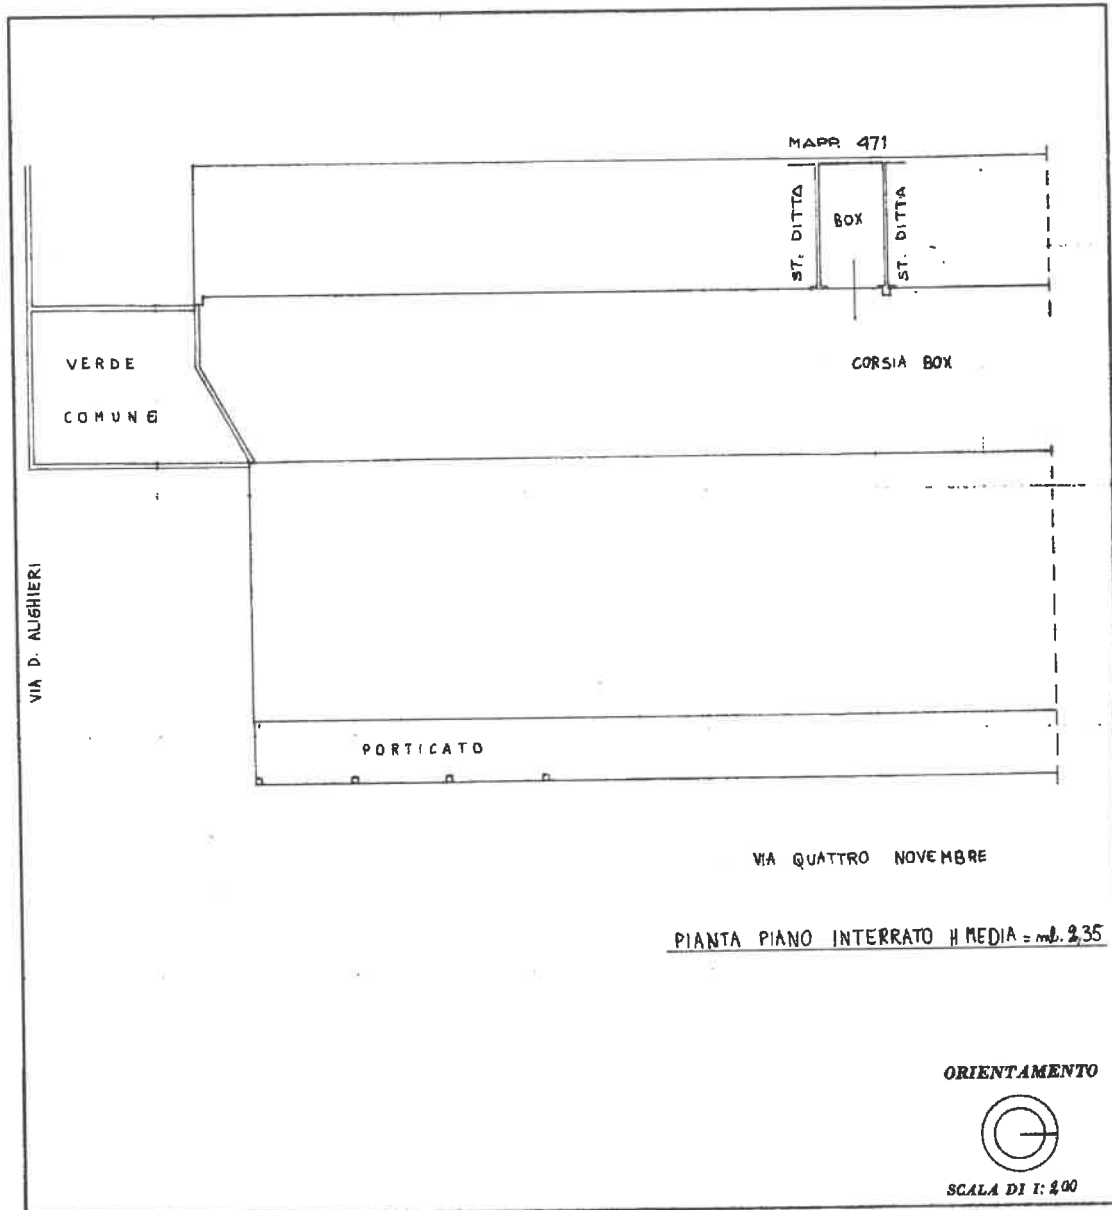 MAPP. 471
ST. DITTA
BOX
ST. DITTA
VERDE
COMUNE
CORSIA BOX
VIA D. ALIGHIERI
PORTICATO
VIA QUATTRO NOVEMBRE
PIANTA PIANO INTERRATO H MEDIA = ml. 2,35
ORIENTAMENTO
SCALA DI 1: 200